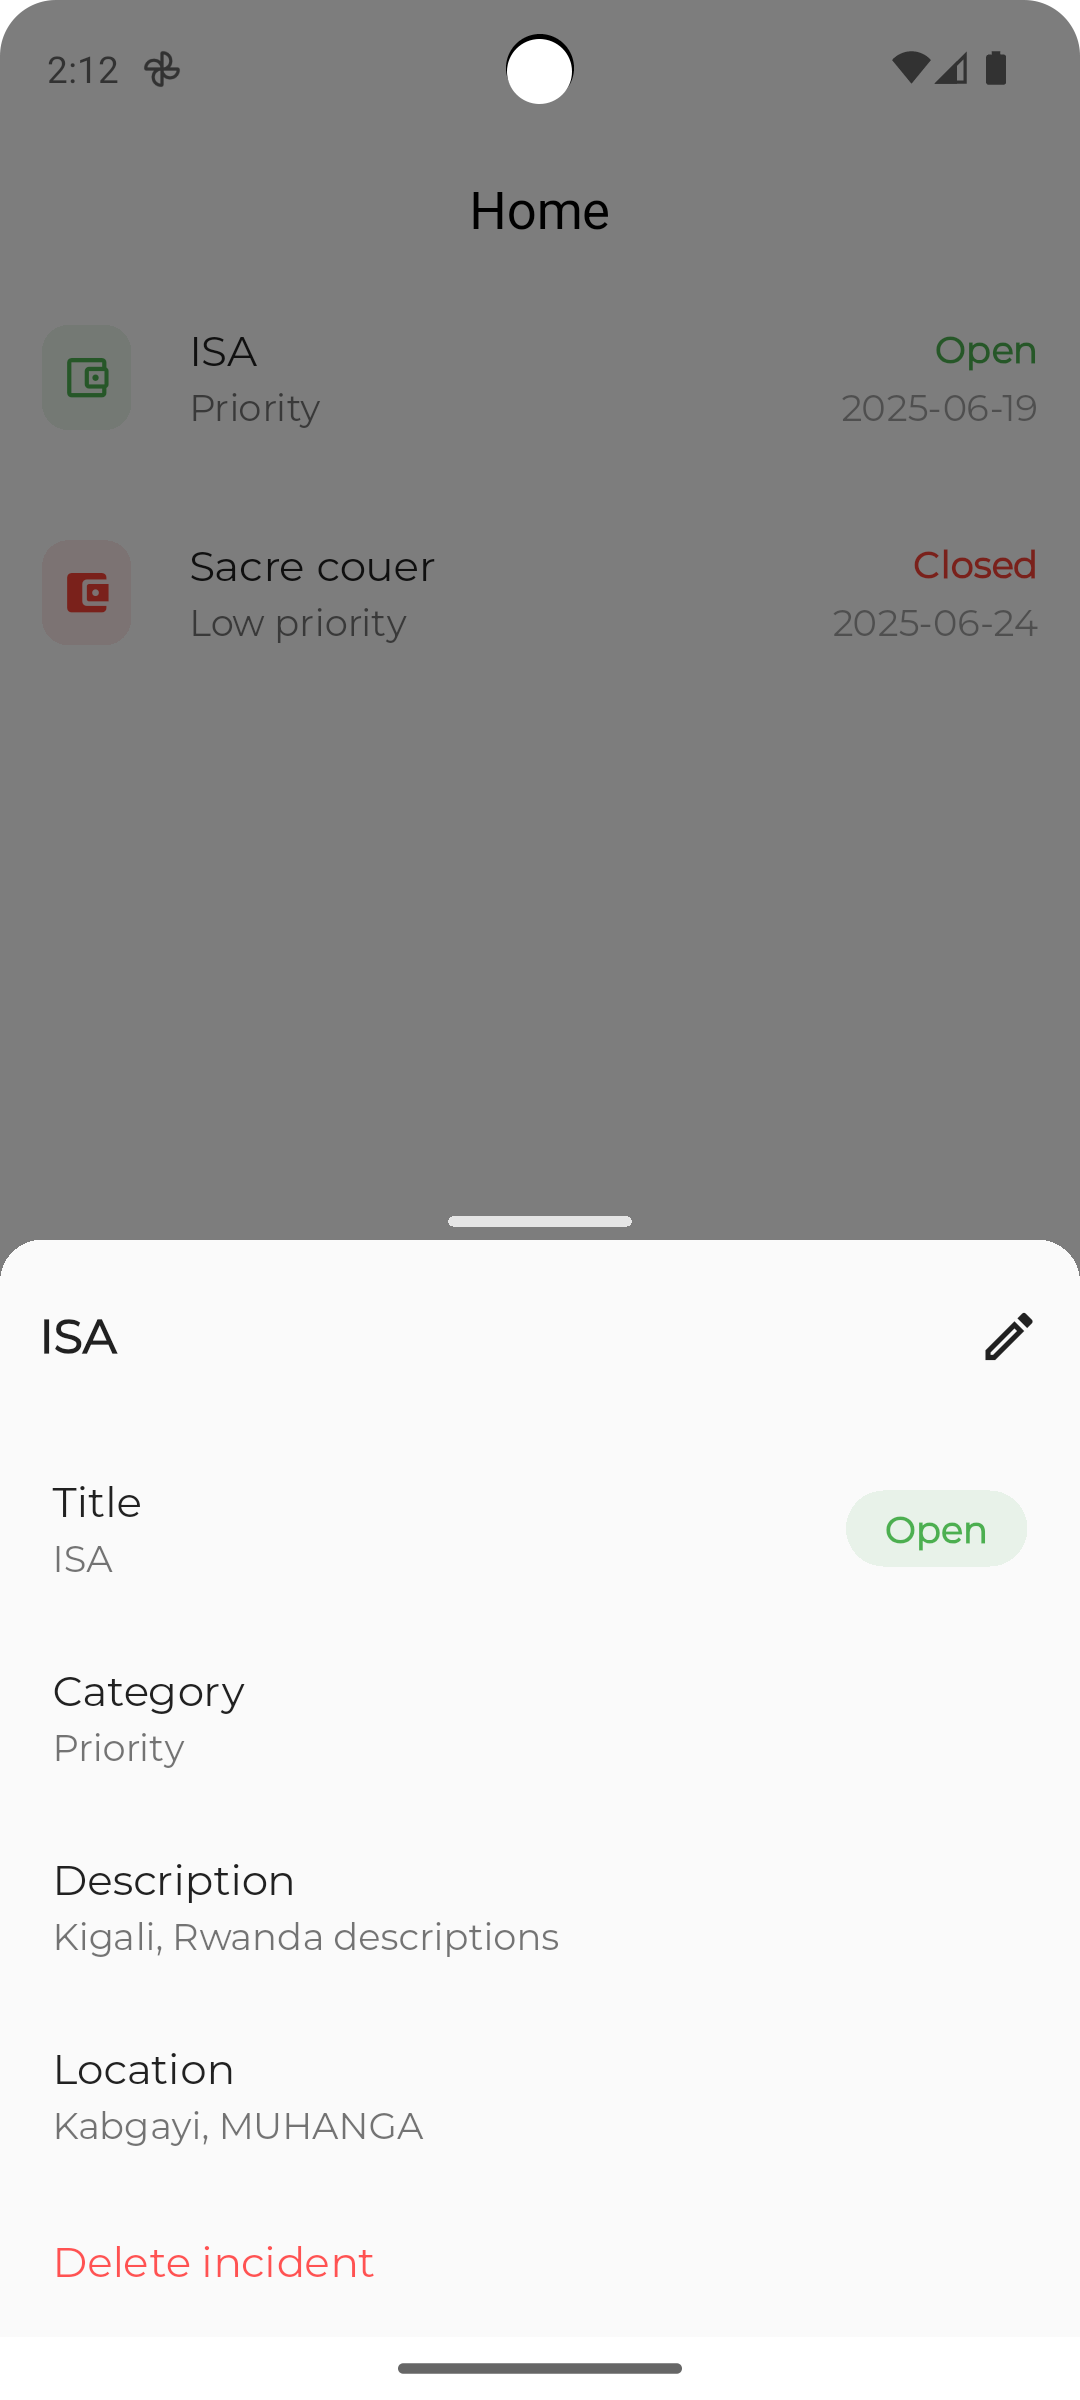 2:12
Home
ISA
Open
Priority
2025-06-19
Sacre couer
Closed
Low priority
2025-06-24
ISA
Title
ISA
Open
Category
Priority
Description
Kigali, Rwanda descriptions
Location
Kabgayi, MUHANGA
Delete incident